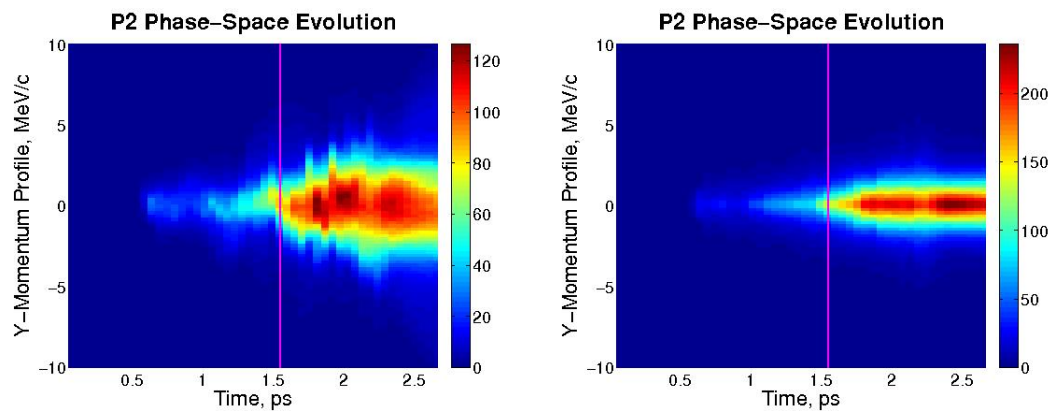 P2 Phase−Space Evolution
Y−Momentum Profile, MeV/c
10
5
0
−5
−10
0.5 1 1.5 2 2.5
Time, ps
120
100
80
60
40
20
0
P2 Phase−Space Evolution
Y−Momentum Profile, MeV/c
10
5
0
−5
−10
0.5 1 1.5 2 2.5
Time, ps
200
150
100
50
0